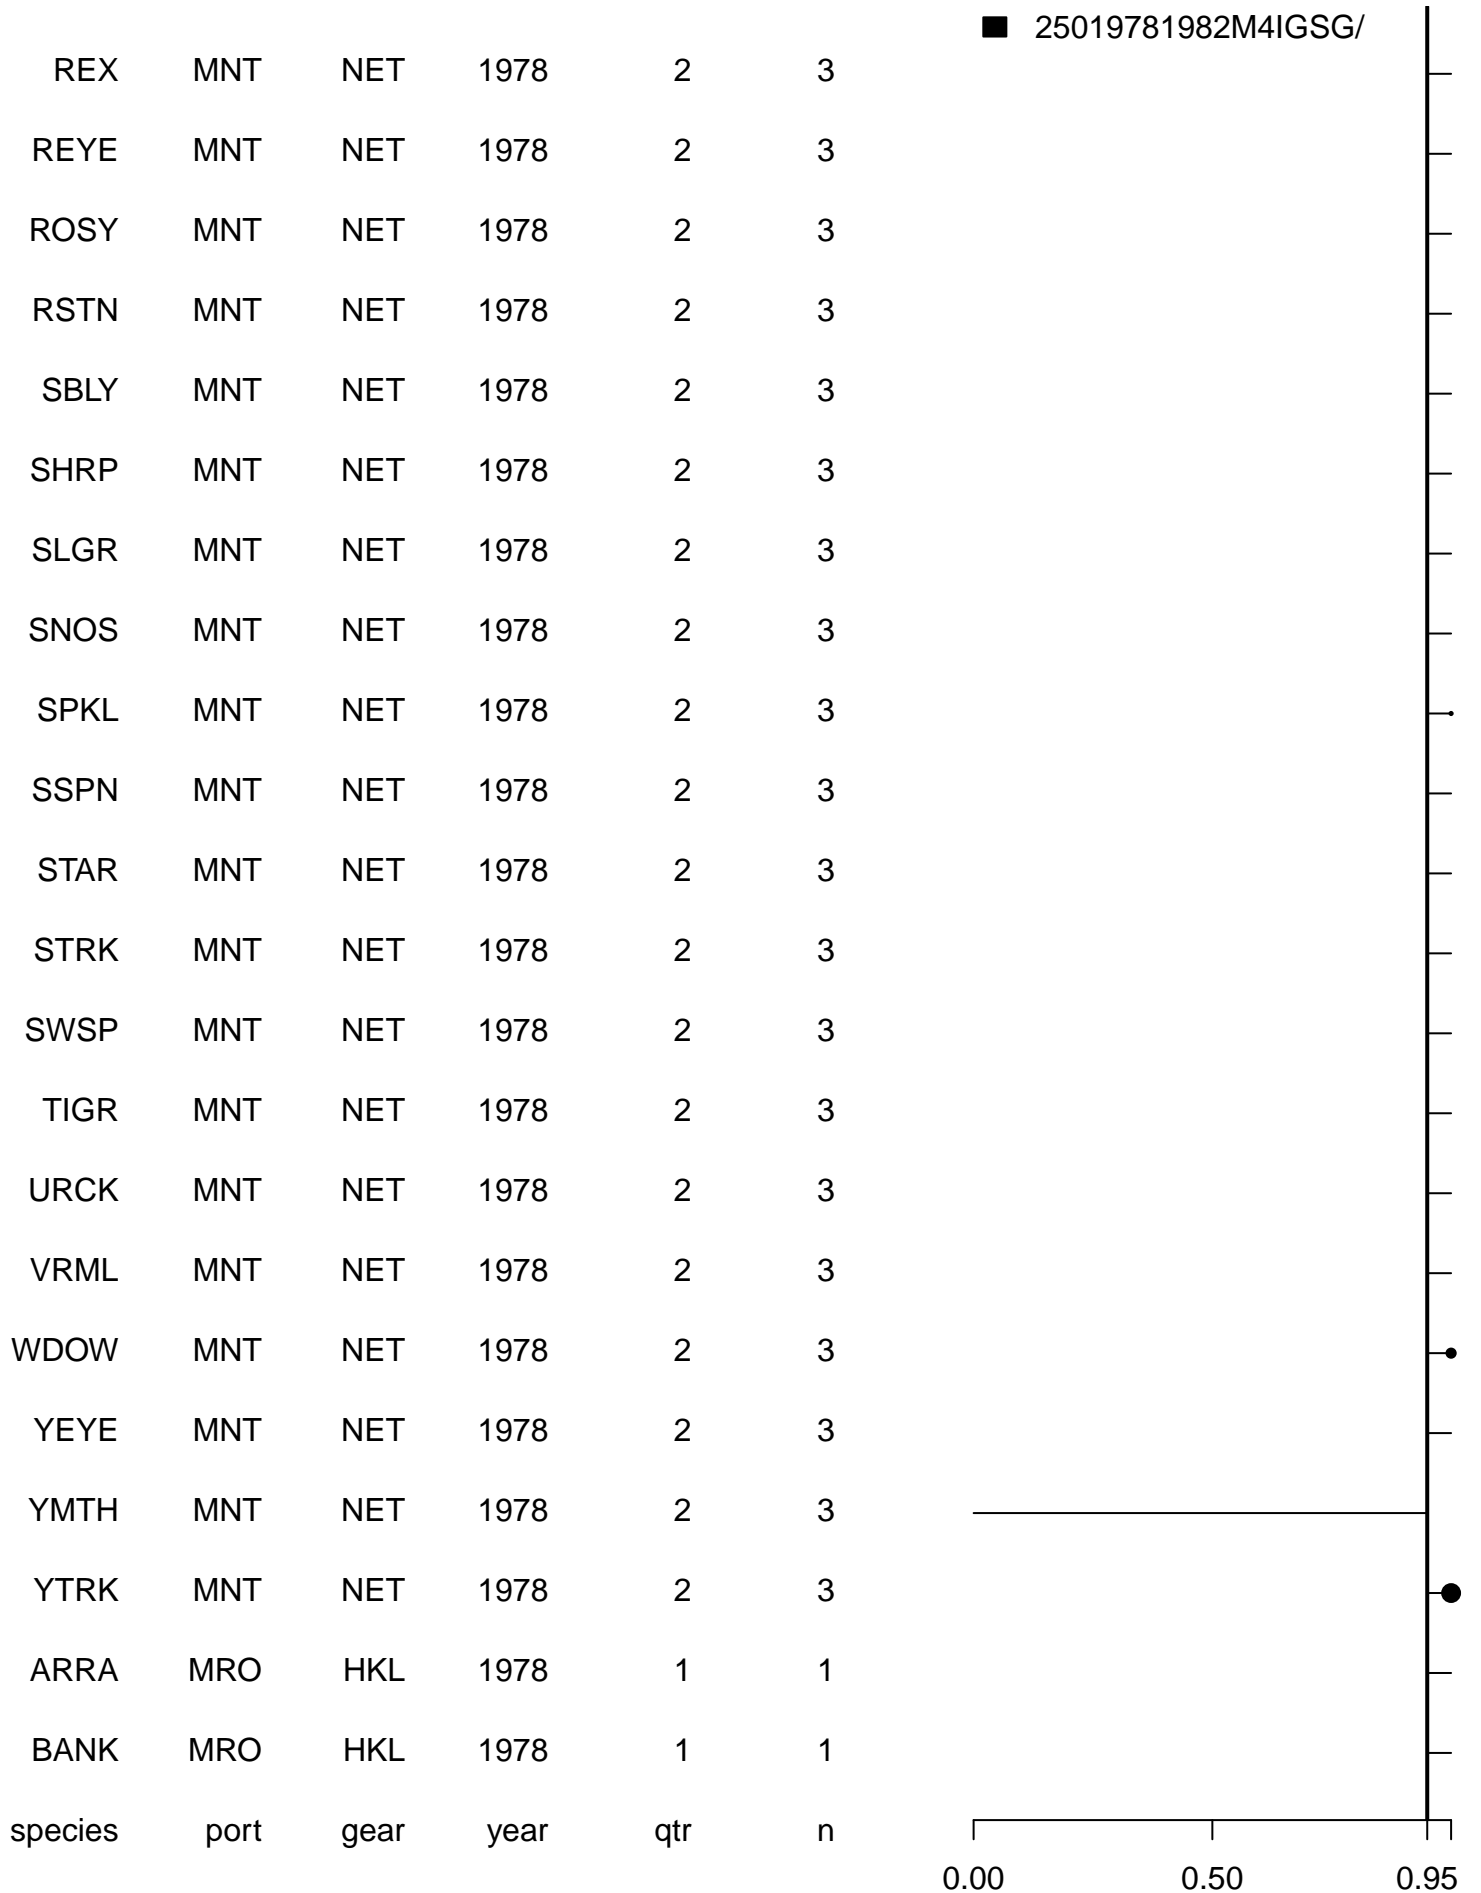 25019781982M4IGSG/
REX MNT NET 1978 2 3
REYE MNT NET 1978 2 3
ROSY MNT NET 1978 2 3
RSTN MNT NET 1978 2 3
SBLY MNT NET 1978 2 3
SHRP MNT NET 1978 2 3
SLGR MNT NET 1978 2 3
SNOS MNT NET 1978 2 3
SPKL MNT NET 1978 2 3
SSPN MNT NET 1978 2 3
STAR MNT NET 1978 2 3
STRK MNT NET 1978 2 3
SWSP MNT NET 1978 2 3
TIGR MNT NET 1978 2 3
URCK MNT NET 1978 2 3
VRML MNT NET 1978 2 3
WDOW MNT NET 1978 2 3
YEYE MNT NET 1978 2 3
YMTH MNT NET 1978 2 3
YTRK MNT NET 1978 2 3
ARRA MRO HKL 1978 1 1
BANK MRO HKL 1978 1 1
species port gear year qtr n
0.00 0.50 0.95